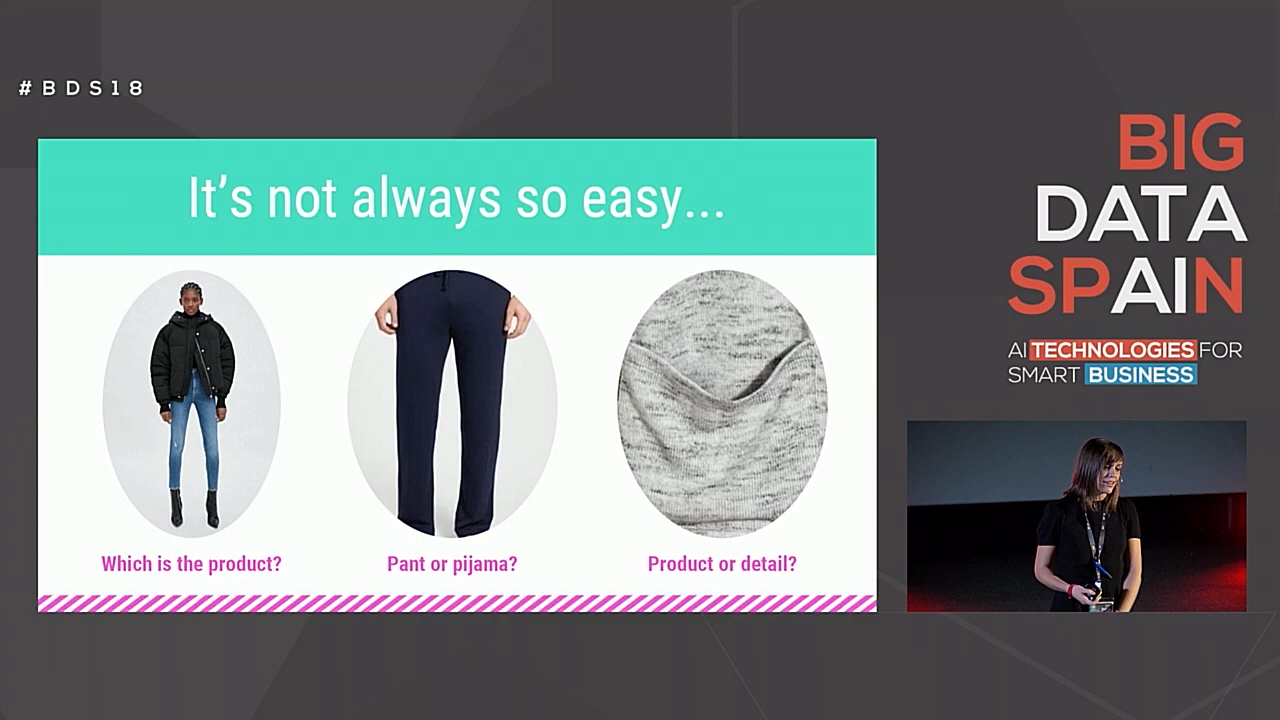 #BDS18
It's not always so easy...
Which is the product?
Pant or pijama?
Product or detail?
BIG
DATA
SPAIN
AI TECHNOLOGIES FOR
SMART BUSINESS